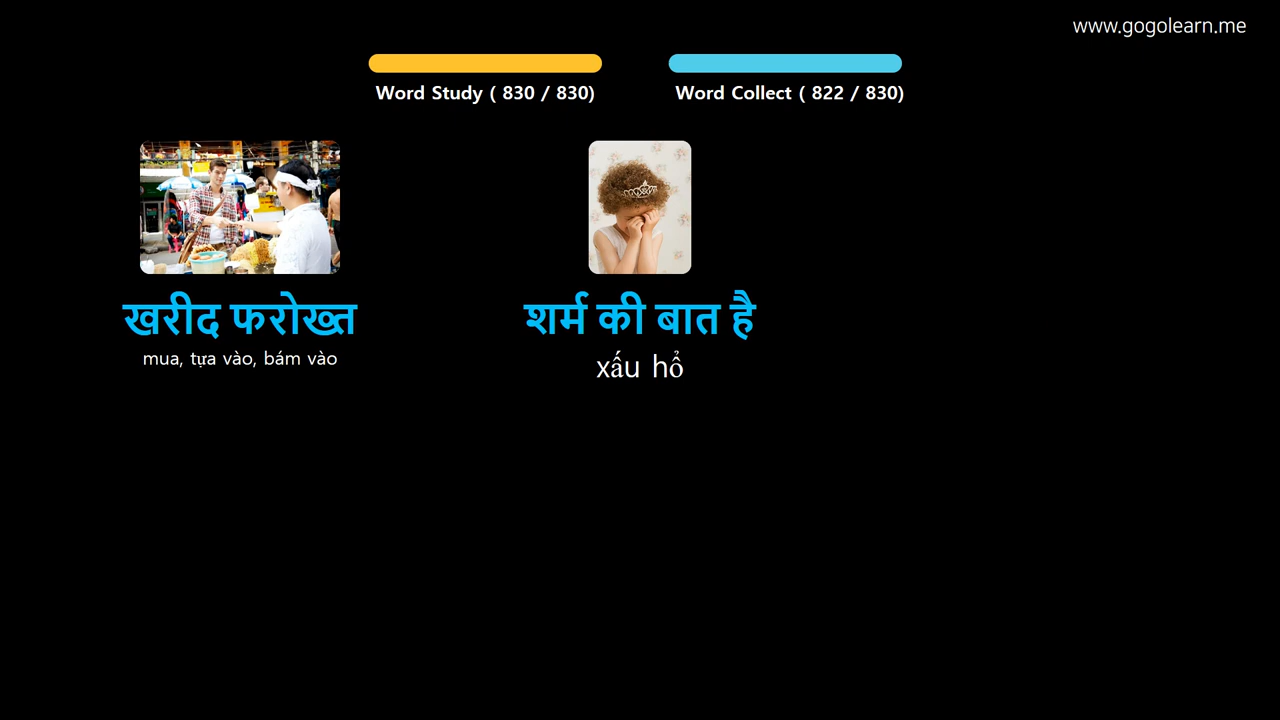 www.gogolearn.me
Word Study ( 830 / 830)
Word Collect ( 822 / 830)
खरीद फरोख्त
शर्म की बात है
mua, tựa vào, bám vào
xấu hổ